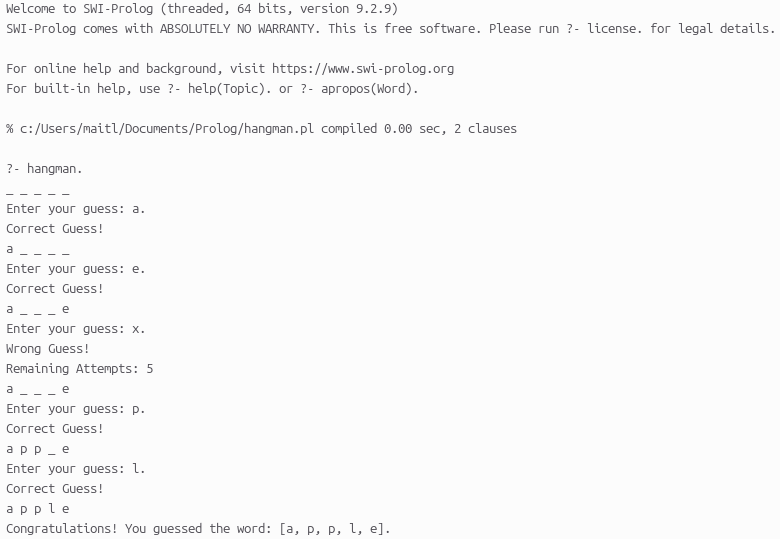 Welcome to SWI-Prolog (threaded, 64 bits, version 9.2.9)
SWI-Prolog comes with ABSOLUTELY NO WARRANTY. This is free software. Please run ?- license. for legal details.
For online help and background, visit https://www.swi-prolog.org
For built-in help, use ?- help(Topic). or ?- apropos(Word).
% c:/Users/maitl/Documents/Prolog/hangman.pl compiled 0.00 sec, 2 clauses
?- hangman.
_ _ _ _ _
Enter your guess: a.
Correct Guess!
a _ _ _ _
Enter your guess: e.
Correct Guess!
a _ _ _ e
Enter your guess: x.
Wrong Guess!
Remaining Attempts: 5
a _ _ _ e
Enter your guess: p.
Correct Guess!
a p p _ e
Enter your guess: l.
Correct Guess!
a p p l e
Congratulations! You guessed the word: [a, p, p, l, e].